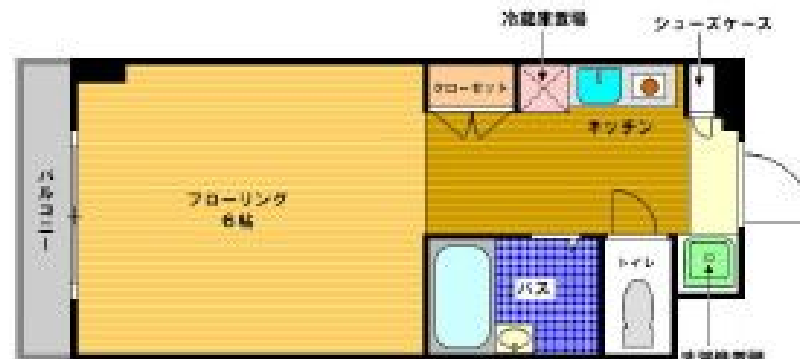 冷蔵庫置場
シューズケース
クローゼット
キッチン
バルコニー
フローリング
6帖
トイレ
バス